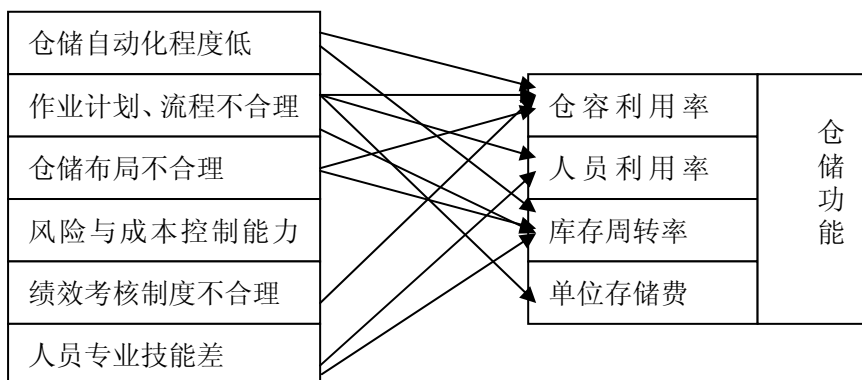 仓储自动化程度低
作业计划、流程不合理
仓储布局不合理
风险与成本控制能力
绩效考核制度不合理
人员专业技能差
仓容利用率
人员利用率
库存周转率
单位存储费
仓储功能